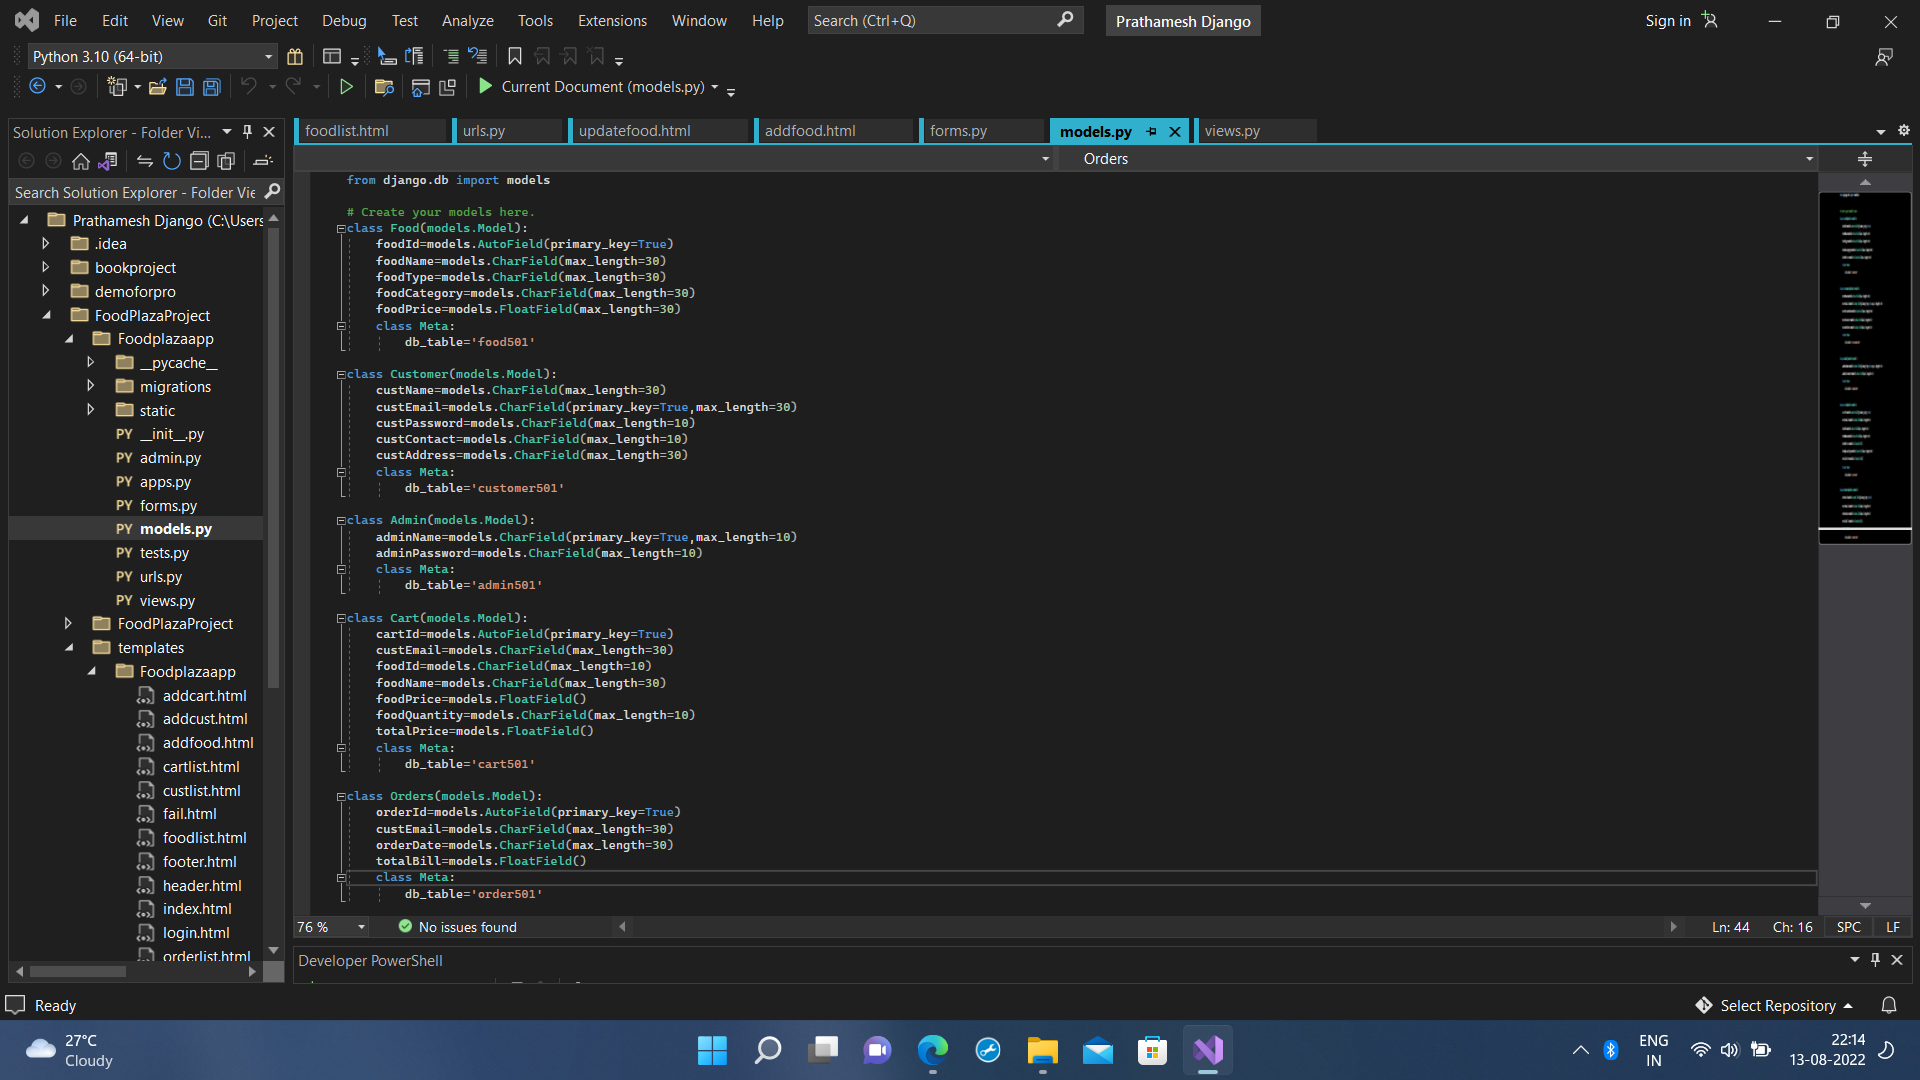 File Edit View Git Project Debug Test Analyze Tools Extensions Window Help Search (Ctrl+Q) Prathamesh Django Sign in
Python 3.10 (64-bit)
Current Document (models.py)
Solution Explorer - Folder Vi...
foodlist.html urls.py updatefood.html addfood.html forms.py models.py views.py
Orders
Search Solution Explorer - Folder Vie
Prathamesh Django (C:\Users
.idea
bookproject
demoforpro
FoodPlazaProject
Foodplazaapp
__pycache__
migrations
static
PY __init__.py
PY admin.py
PY apps.py
PY forms.py
PY models.py
PY tests.py
PY urls.py
PY views.py
FoodPlazaProject
templates
Foodplazaapp
addcart.html
addcust.html
addfood.html
cartlist.html
custlist.html
fail.html
foodlist.html
footer.html
header.html
index.html
login.html
orderlist.html
from django.db import models
# Create your models here.
class Food(models.Model):
foodId=models.AutoField(primary_key=True)
foodName=models.CharField(max_length=30)
foodType=models.CharField(max_length=30)
foodCategory=models.CharField(max_length=30)
foodPrice=models.FloatField(max_length=30)
class Meta:
db_table='food501'
class Customer(models.Model):
custName=models.CharField(max_length=30)
custEmail=models.CharField(primary_key=True,max_length=30)
custPassword=models.CharField(max_length=10)
custContact=models.CharField(max_length=10)
custAddress=models.CharField(max_length=30)
class Meta:
db_table='customer501'
class Admin(models.Model):
adminName=models.CharField(primary_key=True,max_length=10)
adminPassword=models.CharField(max_length=10)
class Meta:
db_table='admin501'
class Cart(models.Model):
cartId=models.AutoField(primary_key=True)
custEmail=models.CharField(max_length=30)
foodId=models.CharField(max_length=10)
foodName=models.CharField(max_length=30)
foodPrice=models.FloatField()
foodQuantity=models.CharField(max_length=10)
totalPrice=models.FloatField()
class Meta:
db_table='cart501'
class Orders(models.Model):
orderId=models.AutoField(primary_key=True)
custEmail=models.CharField(max_length=30)
orderDate=models.CharField(max_length=30)
totalBill=models.FloatField()
class Meta:
db_table='order501'
76 % No issues found Ln: 44 Ch: 16 SPC LF
Developer PowerShell
Ready Select Repository
27°C
Cloudy
ENG
IN
22:14
13-08-2022